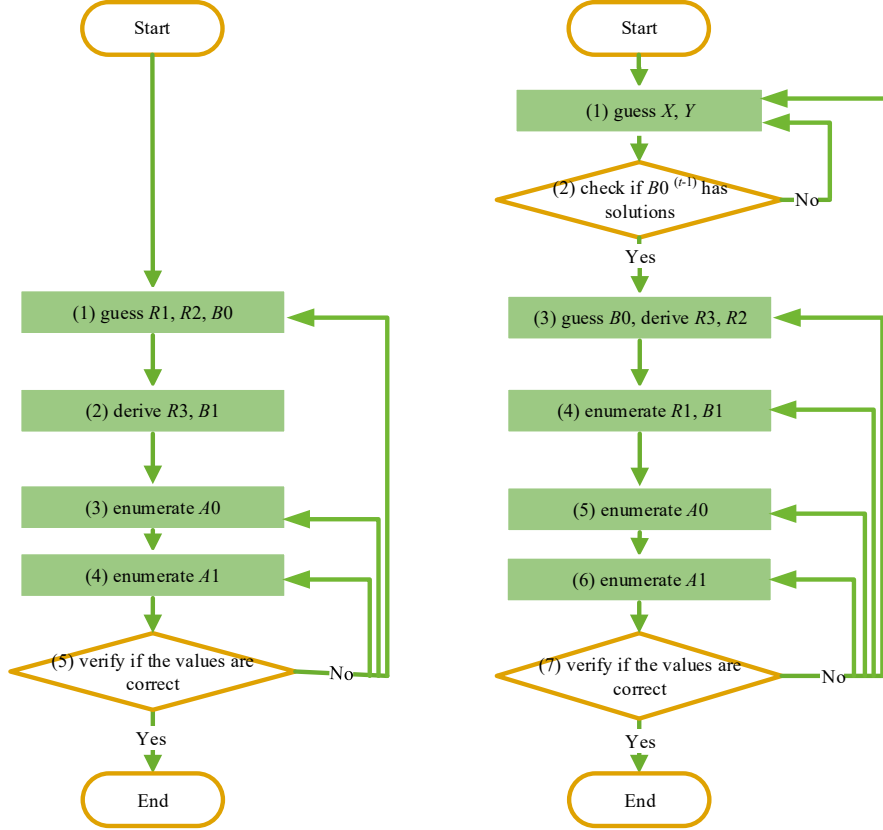 Start
(1) guess R1, R2, B0
(2) derive R3, B1
(3) enumerate A0
(4) enumerate A1
(5) verify if the values are
correct
No
Yes
End
Start
(1) guess X, Y
(2) check if B0 (t-1) has
solutions
No
Yes
(3) guess B0, derive R3, R2
(4) enumerate R1, B1
(5) enumerate A0
(6) enumerate A1
(7) verify if the values are
correct
No
Yes
End